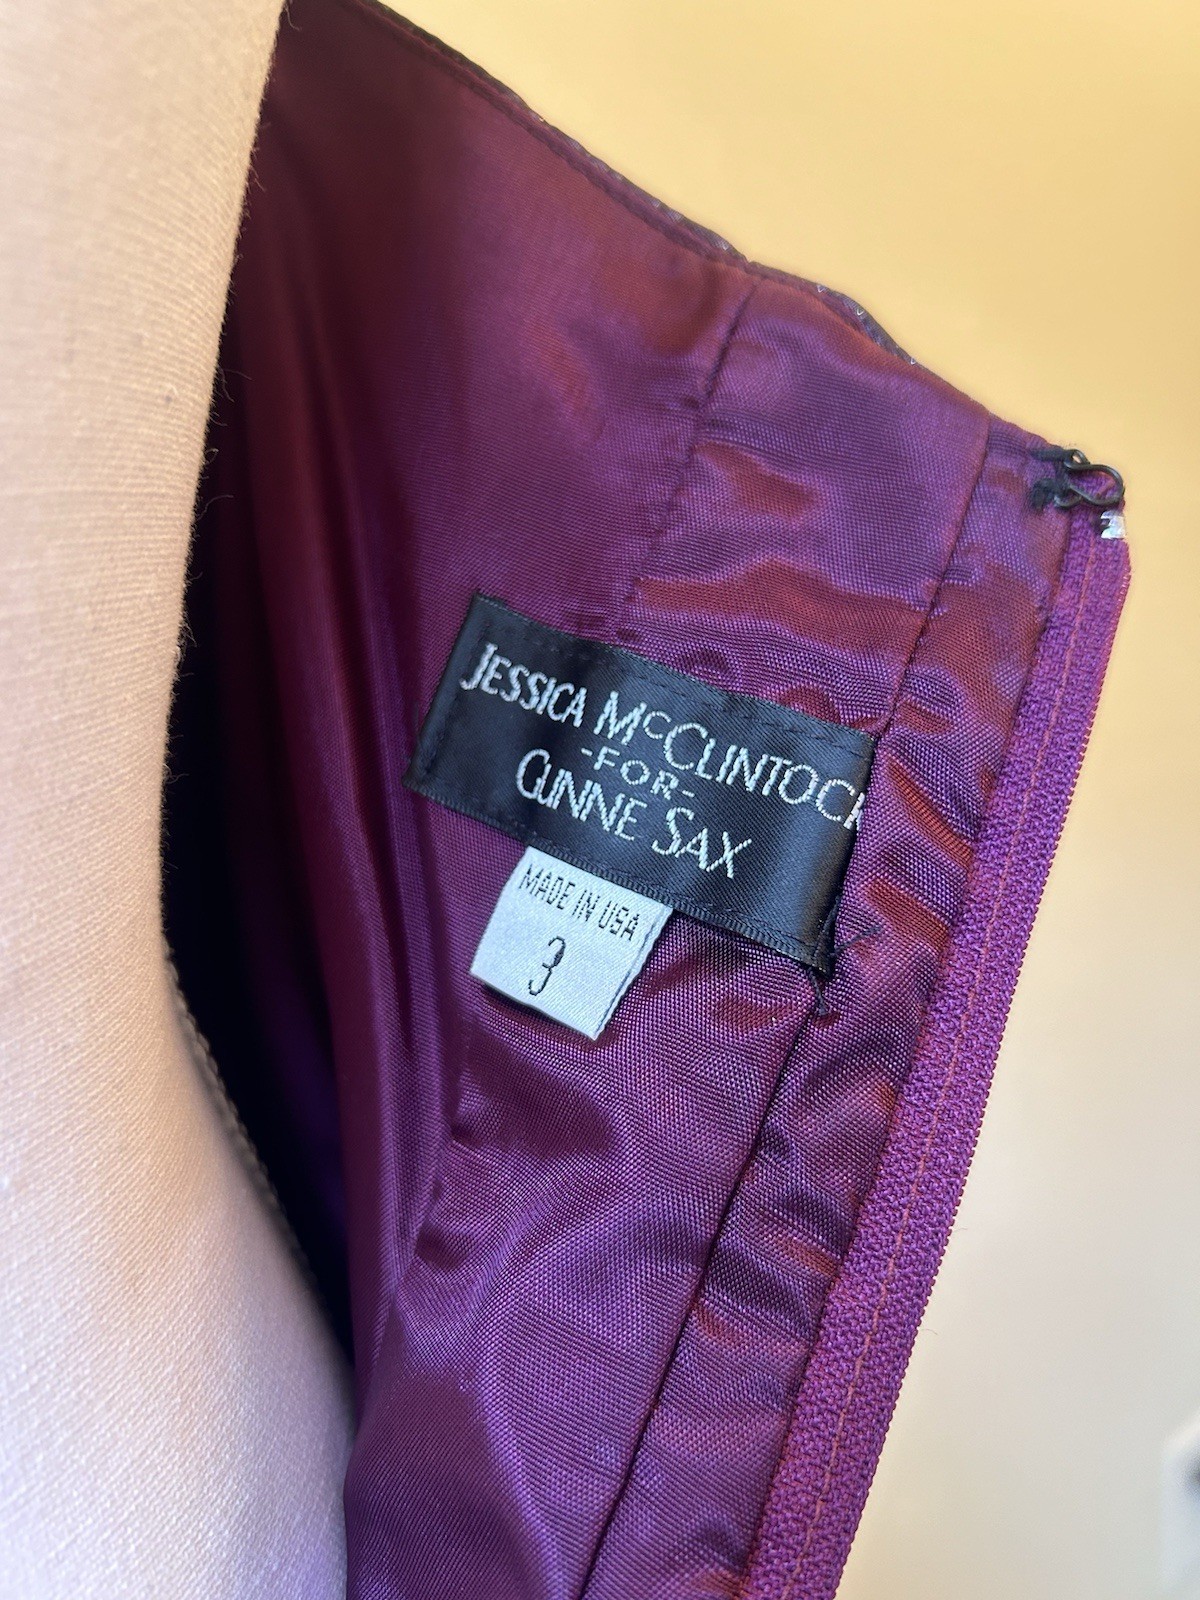 JESSICA McCLINTOCK
-FOR-
GUNNE SAX
MADE IN USA
3